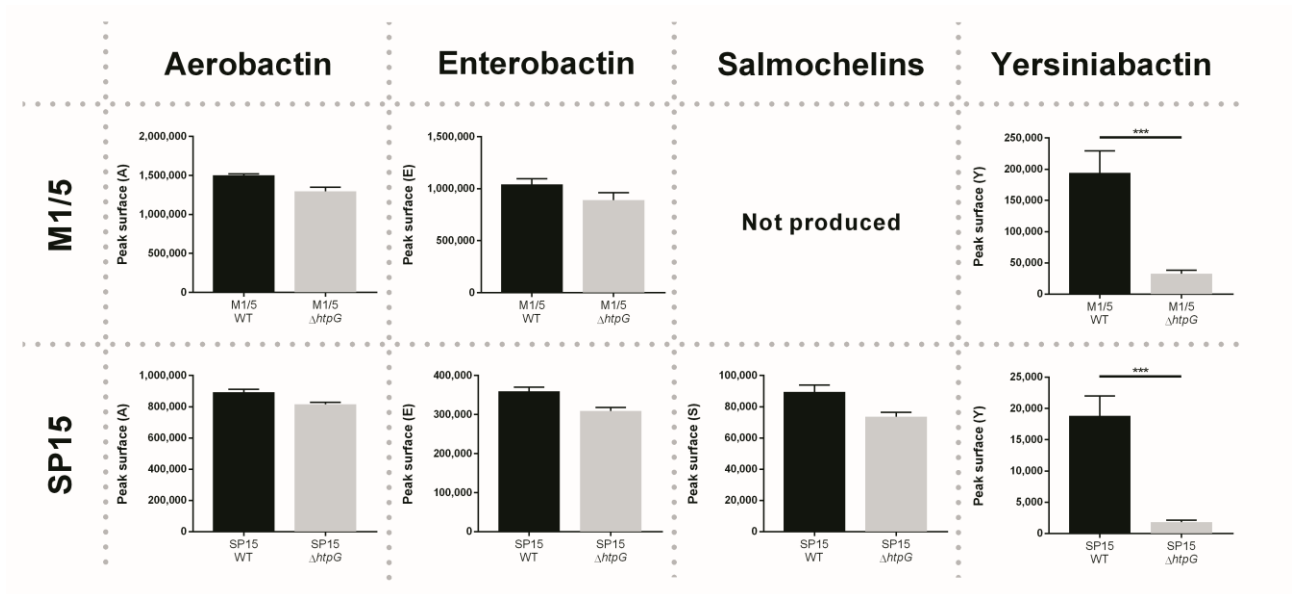 Aerobactin
Enterobactin
Salmochelins
Yersiniabactin
M1/5
Peak surface (A)
2,000,000
1,500,000
1,000,000
500,000
0
M1/5
WT
M1/5
ΔhtpG
Peak surface (E)
1,500,000
1,000,000
500,000
0
M1/5
WT
M1/5
ΔhtpG
Not produced
Peak surface (Y)
250,000
200,000
150,000
100,000
50,000
0
***
M1/5
WT
M1/5
ΔhtpG
SP15
Peak surface (A)
1,000,000
800,000
600,000
400,000
200,000
0
SP15
WT
SP15
ΔhtpG
Peak surface (E)
400,000
300,000
200,000
100,000
0
SP15
WT
SP15
ΔhtpG
Peak surface (S)
100,000
80,000
60,000
40,000
20,000
0
SP15
WT
SP15
ΔhtpG
Peak surface (Y)
25,000
20,000
15,000
10,000
5,000
0
***
SP15
WT
SP15
ΔhtpG